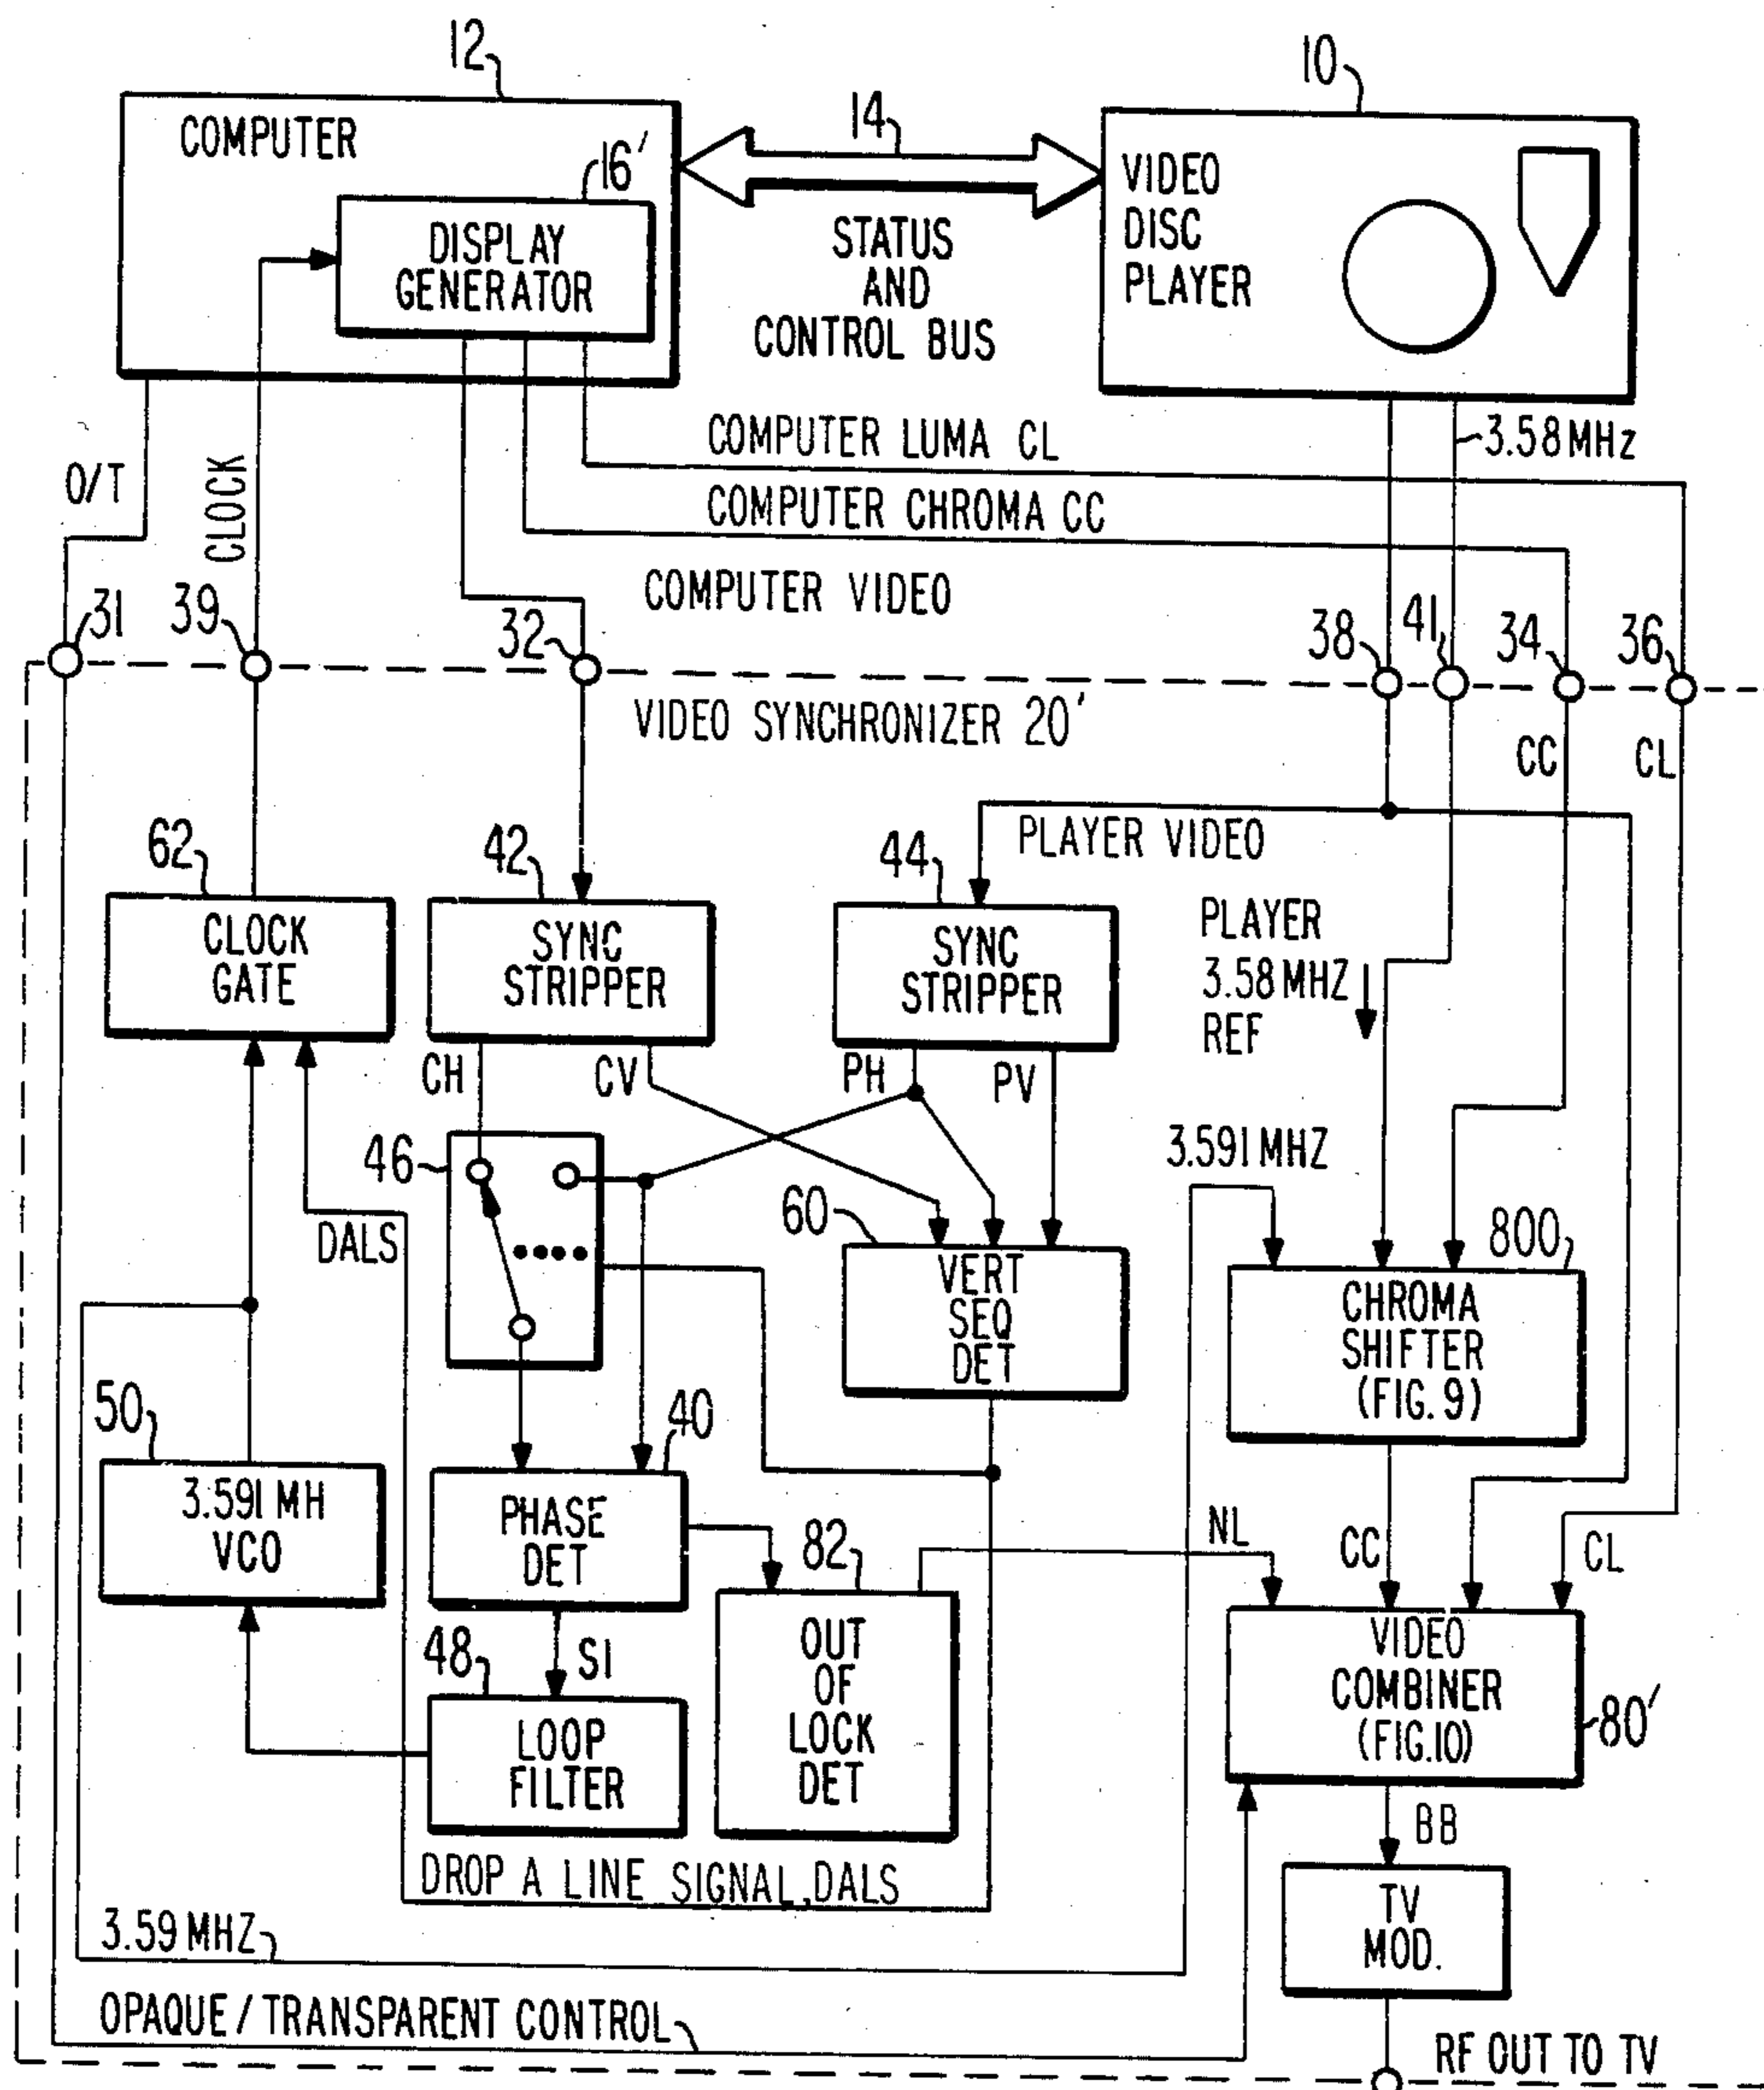 12
10
COMPUTER
14
16'
VIDEO
DISC
PLAYER
DISPLAY
GENERATOR
STATUS
AND
CONTROL BUS
3.58 MHz
COMPUTER LUMA CL
O/T
CLOCK
COMPUTER CHROMA CC
COMPUTER VIDEO
31
39
32
38
41
34
36
VIDEO SYNCHRONIZER 20'
CC
CL
62
42
44
PLAYER VIDEO
CLOCK
GATE
SYNC
STRIPPER
SYNC
STRIPPER
PLAYER
3.58 MHZ
REF
CH
CV
PH
PV
46
3.591 MHZ
60
DALS
800
VERT
SEQ
DET
CHROMA
SHIFTER
(FIG. 9)
50
40
3.591 MH
VCO
PHASE
DET
82
NL
CC
CL
48
S1
OUT
OF
LOCK
DET
VIDEO
COMBINER
(FIG.10)
80'
LOOP
FILTER
BB
DROP A LINE SIGNAL, DALS
TV
MOD.
3.59 MHZ
OPAQUE / TRANSPARENT CONTROL
RF OUT TO TV